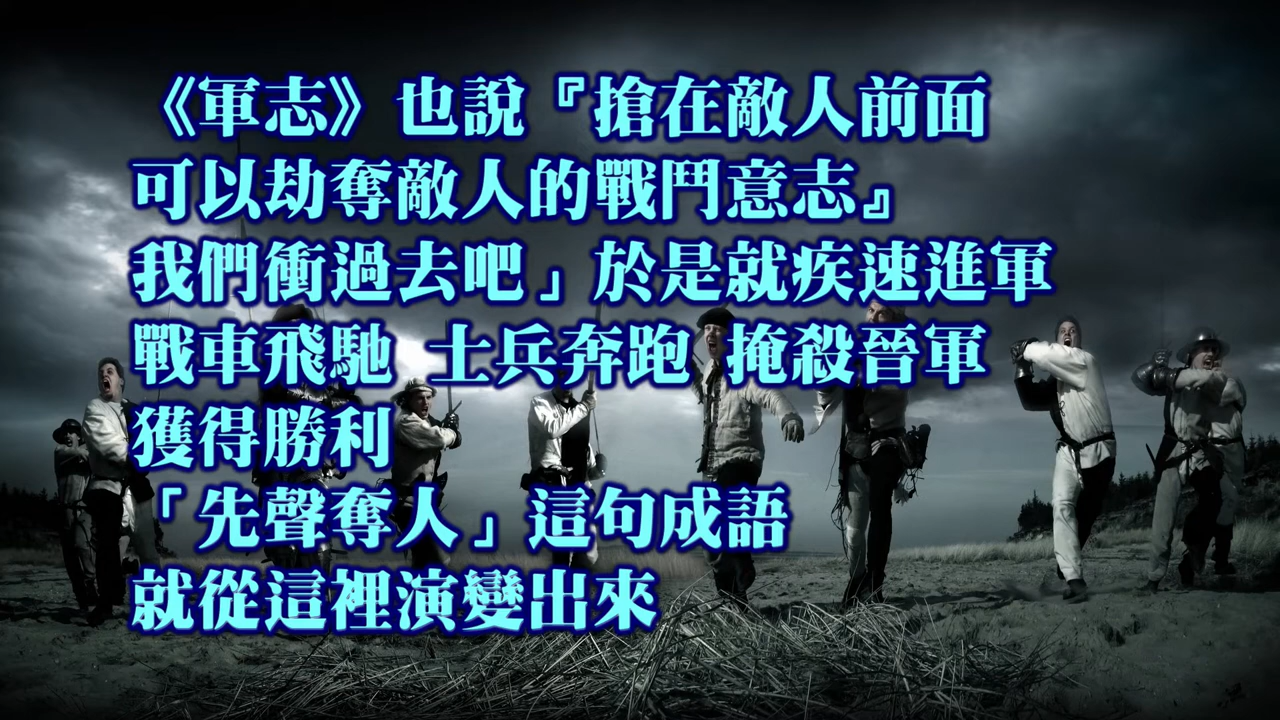 《軍志》也說『搶在敵人前面
可以劫奪敵人的戰鬥意志』
我們衝過去吧」於是就疾速進軍
戰車飛馳 士兵奔跑 掩殺晉軍
獲得勝利
「先聲奪人」這句成語
就從這裡演變出來